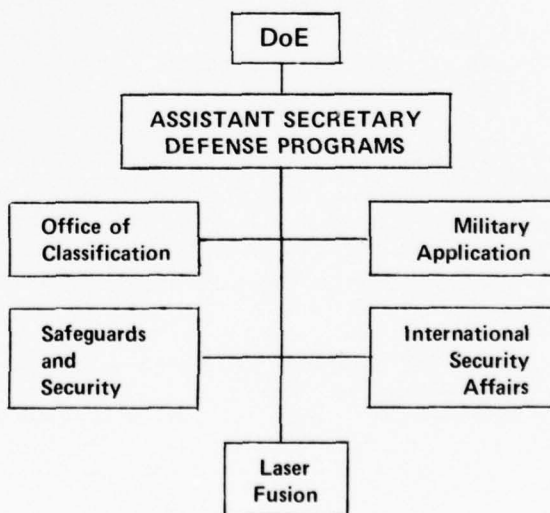 DoE
ASSISTANT SECRETARY
DEFENSE PROGRAMS
Office of
Classification
Military
Application
Safeguards
and
Security
International
Security
Affairs
Laser
Fusion